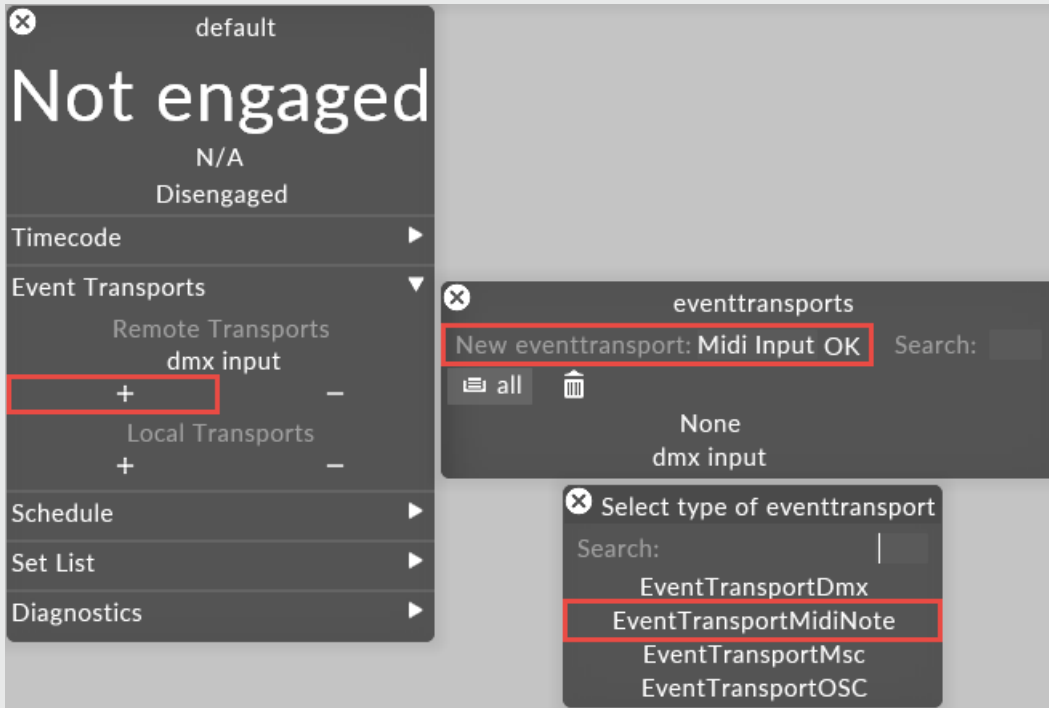 default
Not engaged
N/A
Disengaged
Timecode
Event Transports
Remote Transports
dmx input
+ −
Local Transports
+ −
Schedule
Set List
Diagnostics
eventtransports
New eventtransport: Midi Input OK Search:
all
None
dmx input
Select type of eventtransport
Search:
EventTransportDmx
EventTransportMidiNote
EventTransportMsc
EventTransportOSC